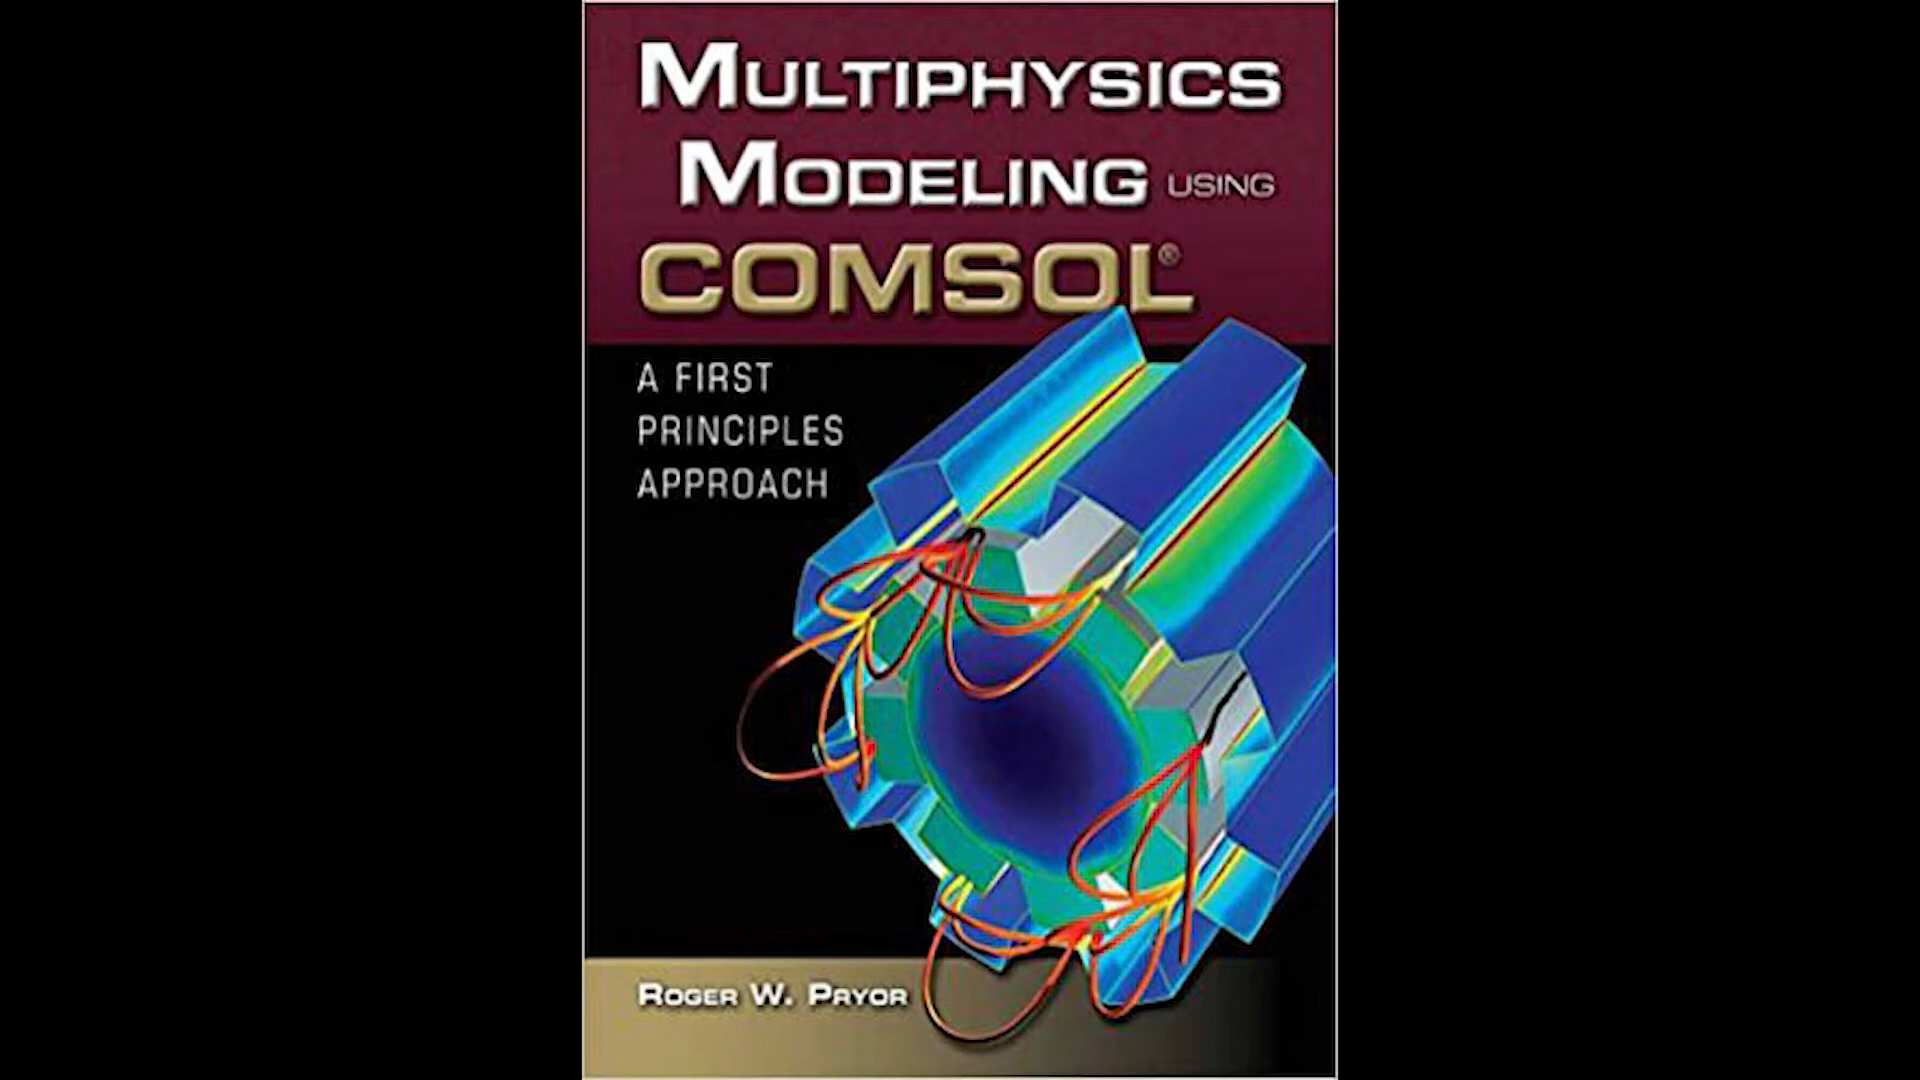 MULTIPHYSICS
MODELING USING
COMSOL®
A FIRST
PRINCIPLES
APPROACH
ROGER W. PRYOR